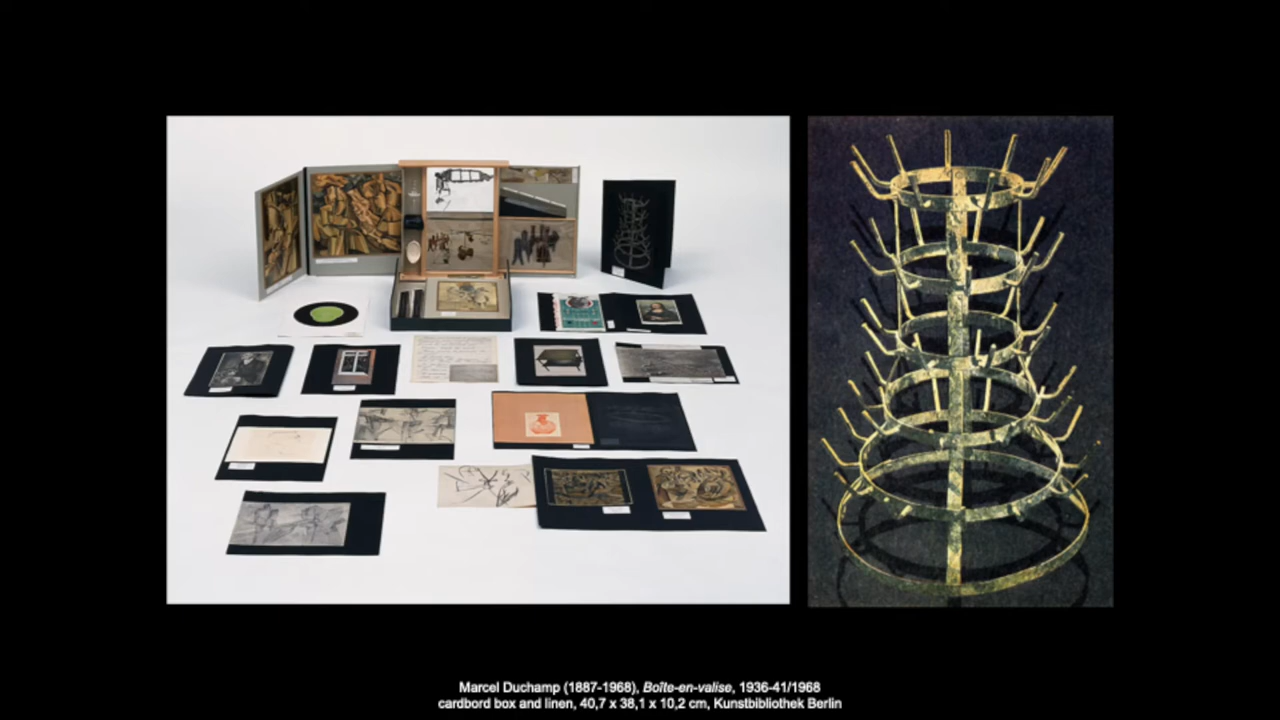 Marcel Duchamp (1887-1968), Boîte-en-valise, 1936-41/1968
cardbord box and linen, 40,7 x 38,1 x 10,2 cm, Kunstbibliothek Berlin